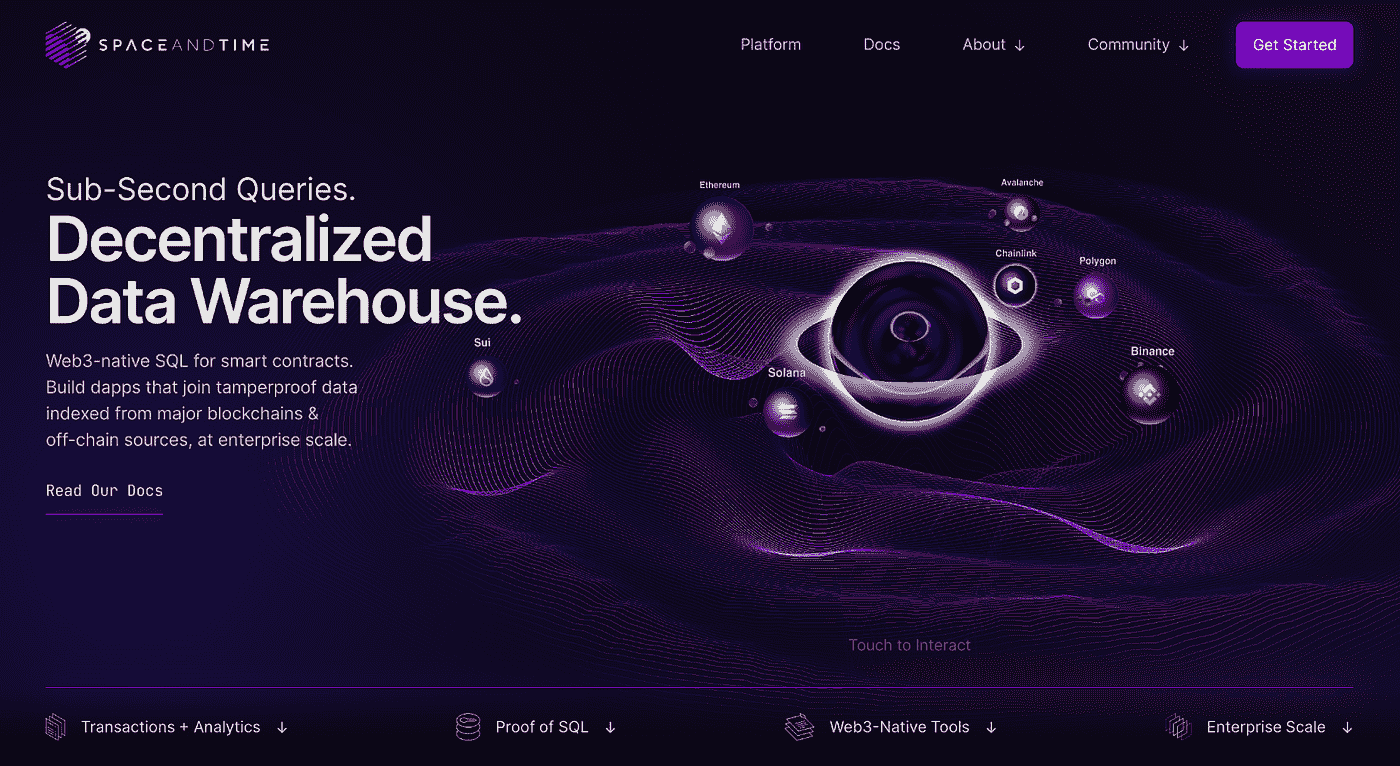 SPACEANDTIME
Platform
Docs
About ↓
Community ↓
Get Started
Sub-Second Queries.
Decentralized
Data Warehouse.
Web3-native SQL for smart contracts.
Build dapps that join tamperproof data
indexed from major blockchains &
off-chain sources, at enterprise scale.
Read Our Docs
Ethereum
Avalanche
Chainlink
Polygon
Sui
Solana
Binance
Touch to Interact
Transactions + Analytics ↓
Proof of SQL ↓
Web3-Native Tools ↓
Enterprise Scale ↓